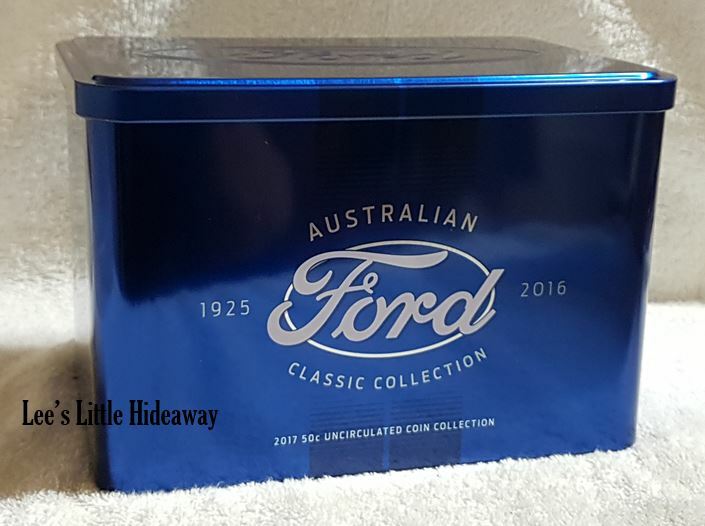 AUSTRALIAN
1925 Ford 2016
CLASSIC COLLECTION
Lee's Little Hideaway
2017 50c UNCIRCULATED COIN COLLECTION